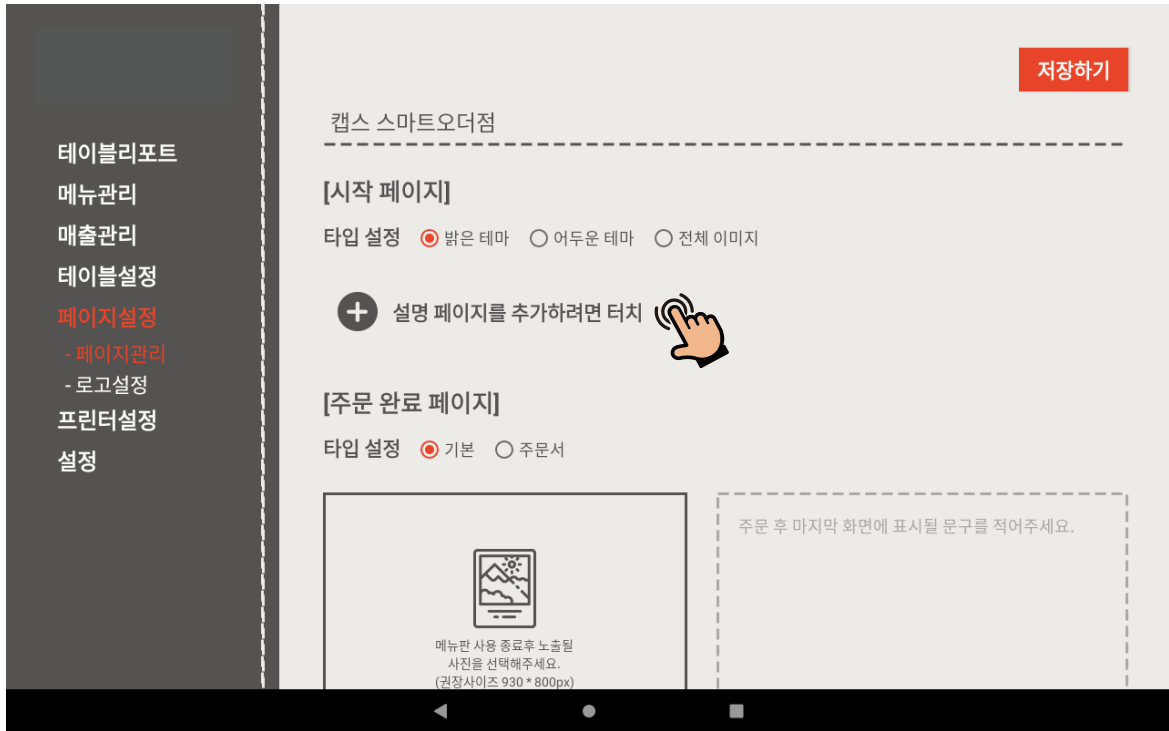 저장하기
캡스 스마트오더점
테이블리포트
메뉴관리
매출관리
테이블설정
페이지설정
- 페이지관리
- 로고설정
프린터설정
설정
[시작 페이지]
타입 설정 밝은 테마 어두운 테마 전체 이미지
설명 페이지를 추가하려면 터치
[주문 완료 페이지]
타입 설정 기본 주문서
메뉴판 사용 종료후 노출될
사진을 선택해주세요.
(권장사이즈 930 * 800px)
주문 후 마지막 화면에 표시될 문구를 적어주세요.